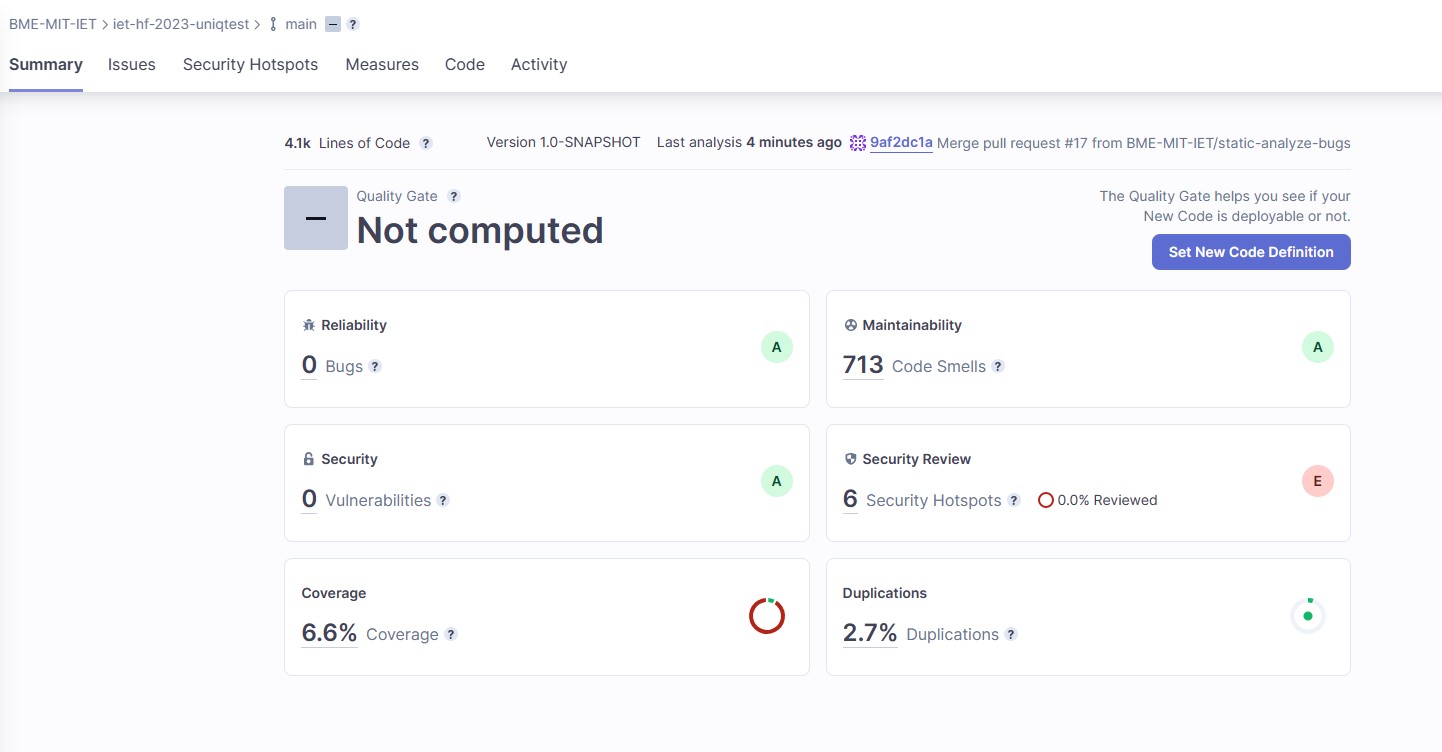 BME-MIT-IET > iet-hf-2023-uniqtest > main – ?
Summary Issues Security Hotspots Measures Code Activity
4.1k Lines of Code ? Version 1.0-SNAPSHOT Last analysis 4 minutes ago 9af2dc1a Merge pull request #17 from BME-MIT-IET/static-analyze-bugs
Quality Gate ?
– Not computed
The Quality Gate helps you see if your
New Code is deployable or not.
Set New Code Definition
Reliability
0 Bugs ?
A
Maintainability
713 Code Smells ?
A
Security
0 Vulnerabilities ?
A
Security Review
6 Security Hotspots ? 0.0% Reviewed
E
Coverage
6.6% Coverage ?
Duplications
2.7% Duplications ?